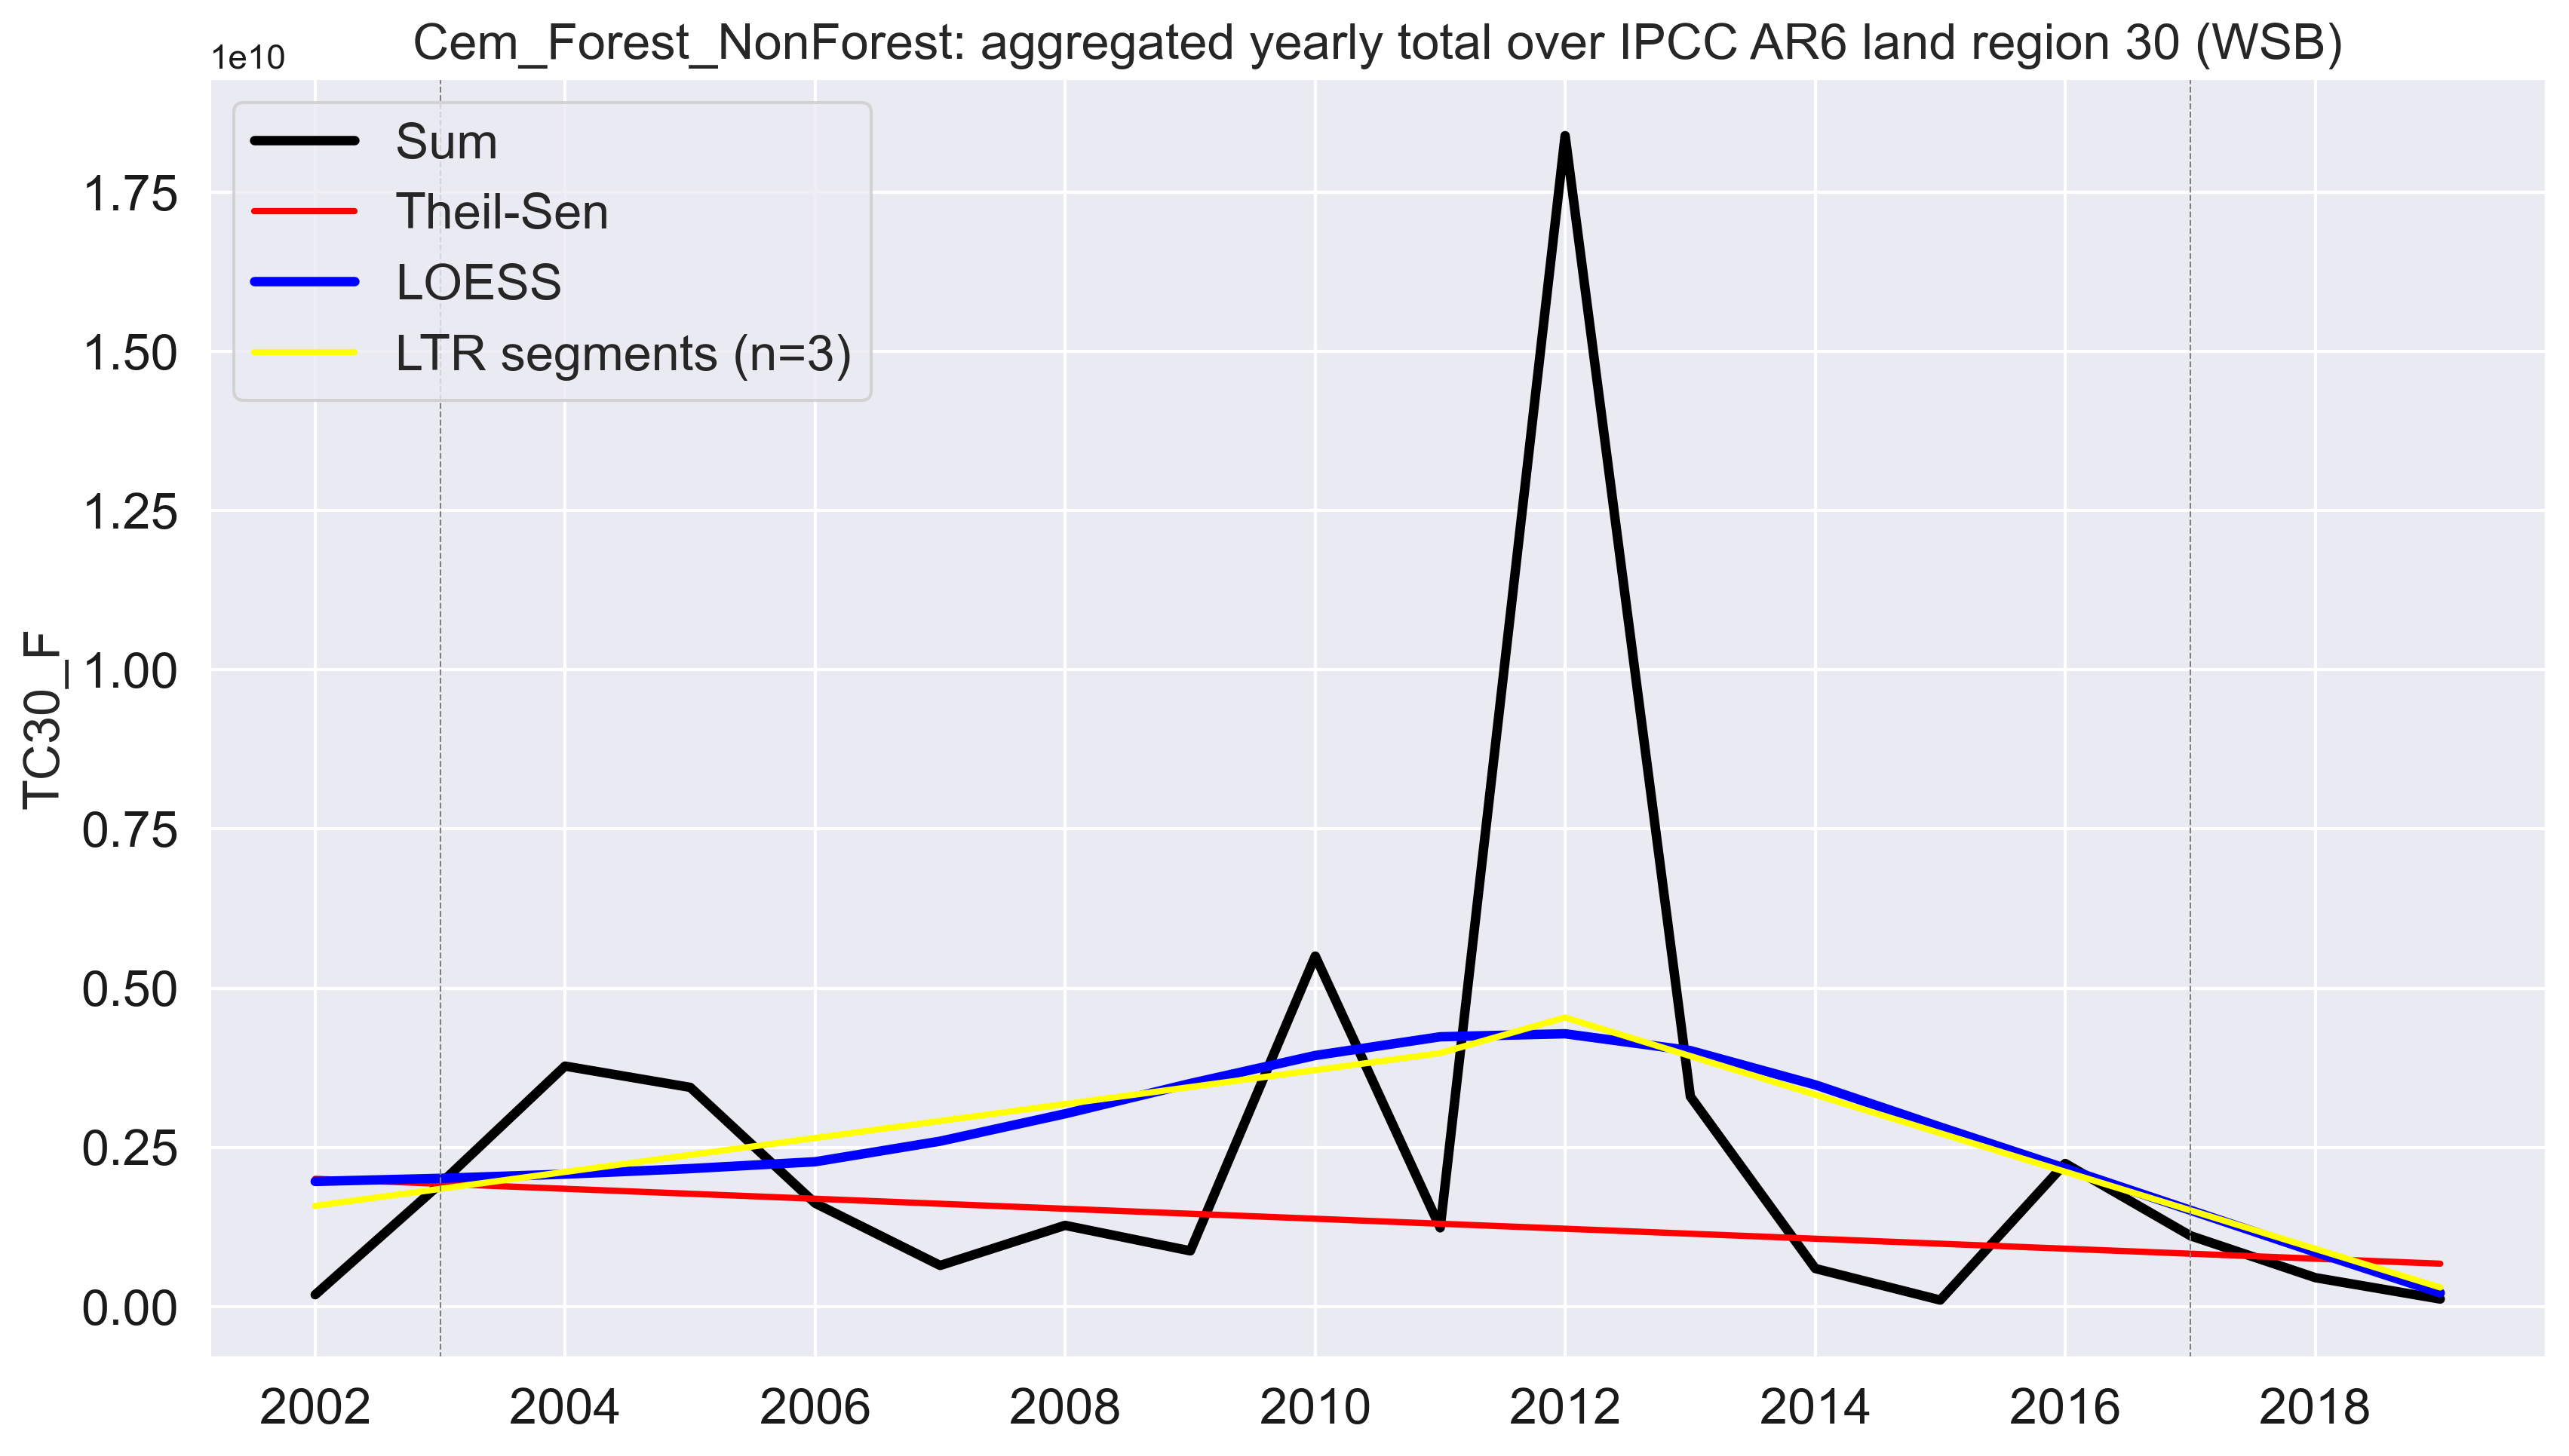 Cem_Forest_NonForest: aggregated yearly total over IPCC AR6 land region 30 (WSB)
1e10
Sum
Theil-Sen
LOESS
LTR segments (n=3)
1.75
1.50
1.25
1.00
0.75
0.50
0.25
0.00
TC30_F
2002 2004 2006 2008 2010 2012 2014 2016 2018